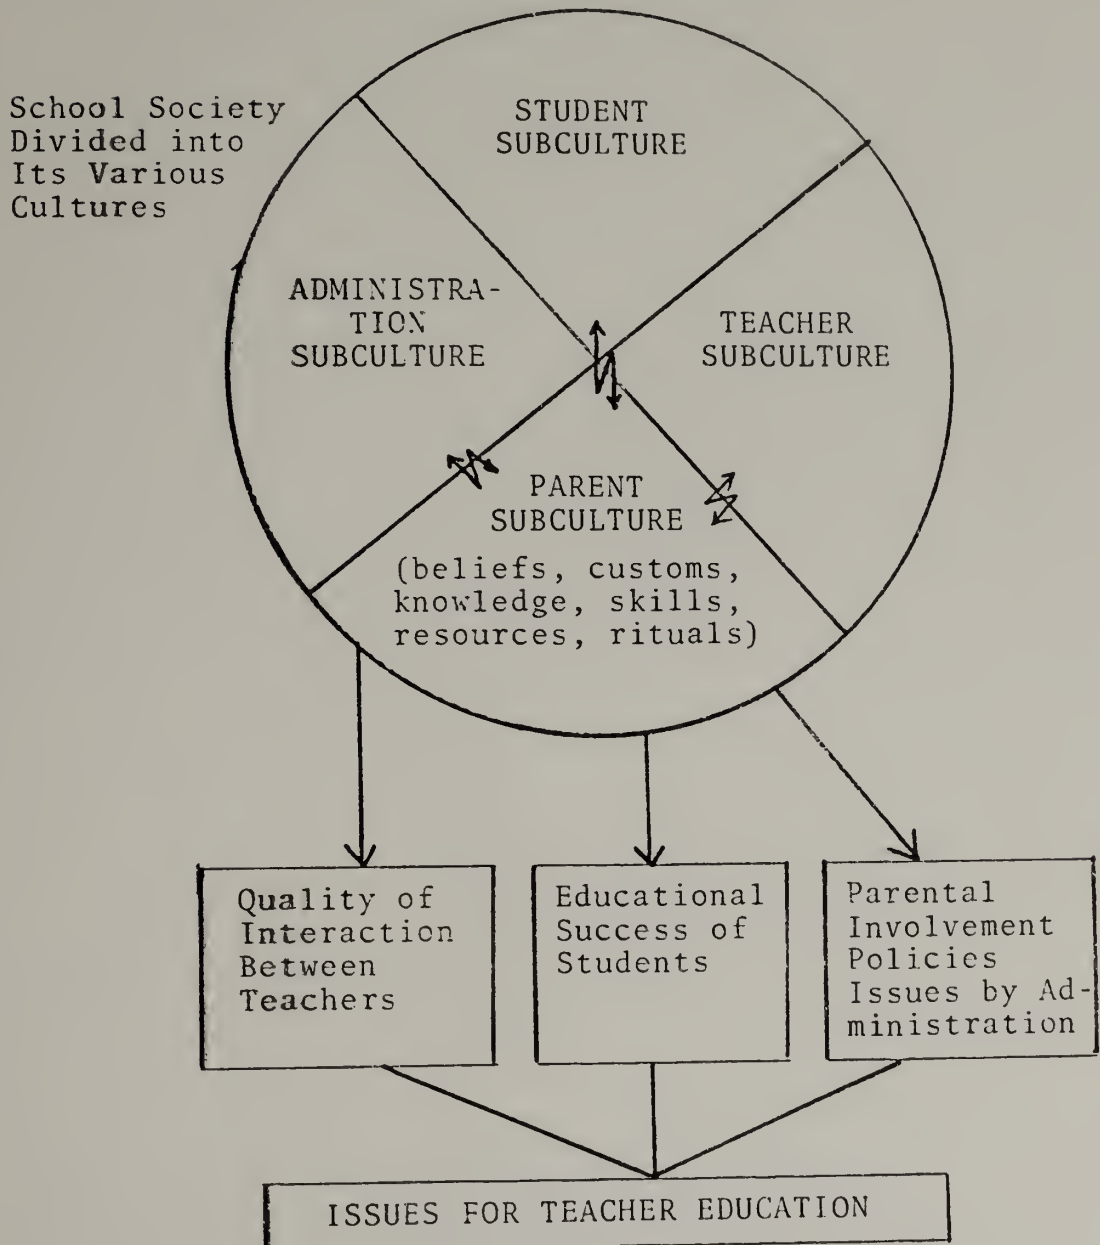 School Society
Divided into
Its Various
Cultures
STUDENT
SUBCULTURE
ADMINISTRA-
TION
SUBCULTURE
TEACHER
SUBCULTURE
PARENT
SUBCULTURE
(beliefs, customs,
knowledge, skills,
resources, rituals)
Quality of
Interaction
Between
Teachers
Educational
Success of
Students
Parental
Involvement
Policies
Issues by Ad-
ministration
ISSUES FOR TEACHER EDUCATION